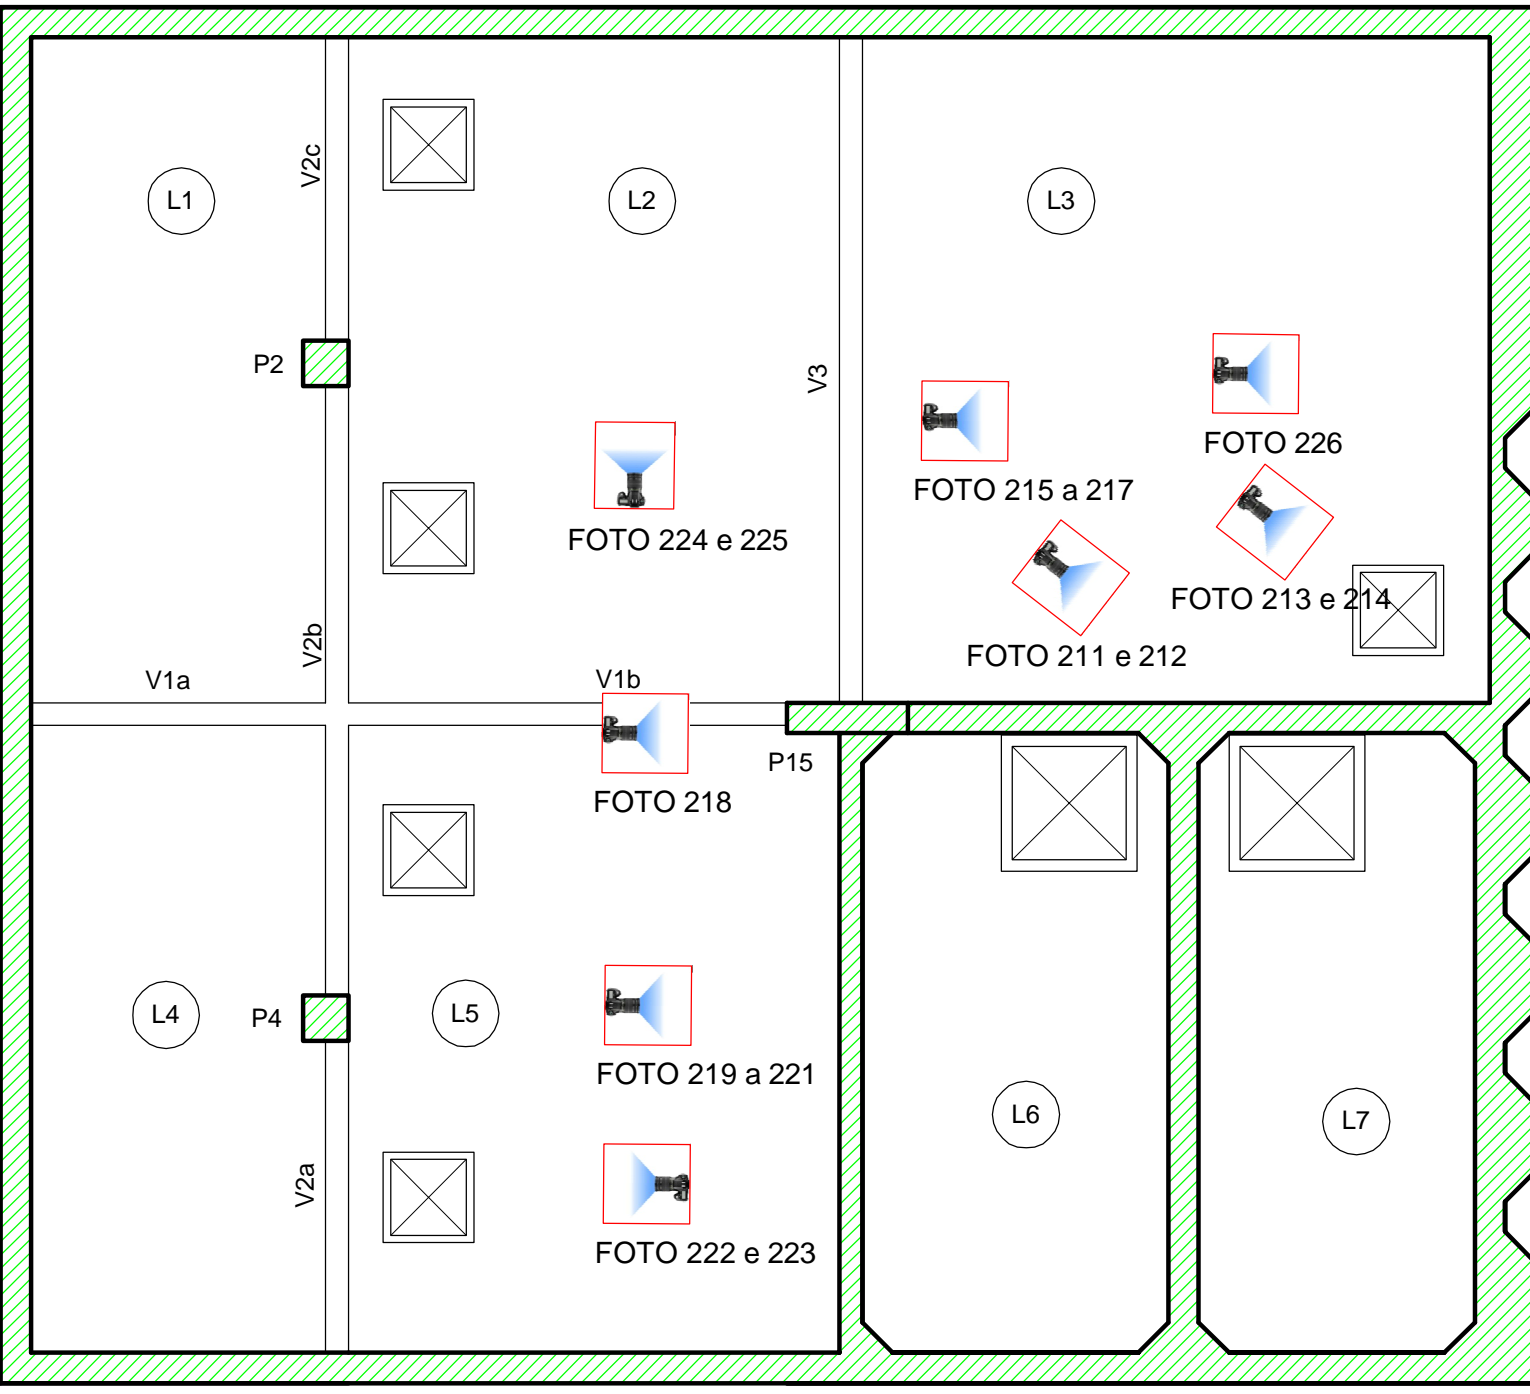 V2c
L1
L2
L3
P2
V3
FOTO 226
FOTO 215 a 217
FOTO 224 e 225
FOTO 213 e 214
FOTO 211 e 212
V2b
V1a
V1b
P15
FOTO 218
L4
P4
L5
FOTO 219 a 221
L6
L7
V2a
FOTO 222 e 223